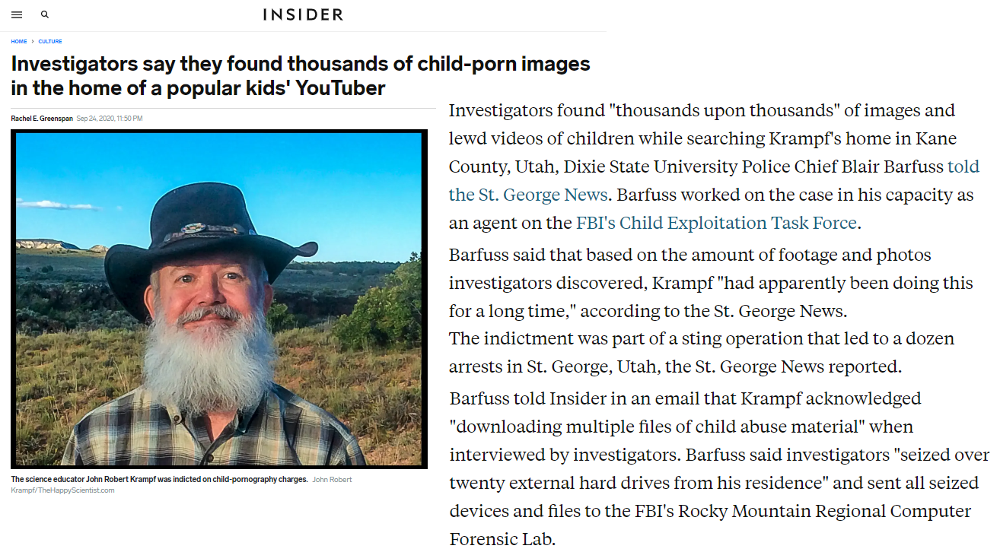 INSIDER
HOME > CULTURE
Investigators say they found thousands of child-porn images
in the home of a popular kids' YouTuber
Rachel E. Greenspan Sep 24, 2020, 11:50 PM
The science educator John Robert Krampf was indicted on child-pornography charges. John Robert
Krampf/TheHappyScientist.com
Investigators found "thousands upon thousands" of images and
lewd videos of children while searching Krampf's home in Kane
County, Utah, Dixie State University Police Chief Blair Barfuss told
the St. George News. Barfuss worked on the case in his capacity as
an agent on the FBI's Child Exploitation Task Force.
Barfuss said that based on the amount of footage and photos
investigators discovered, Krampf "had apparently been doing this
for a long time," according to the St. George News.
The indictment was part of a sting operation that led to a dozen
arrests in St. George, Utah, the St. George News reported.
Barfuss told Insider in an email that Krampf acknowledged
"downloading multiple files of child abuse material" when
interviewed by investigators. Barfuss said investigators "seized over
twenty external hard drives from his residence" and sent all seized
devices and files to the FBI's Rocky Mountain Regional Computer
Forensic Lab.